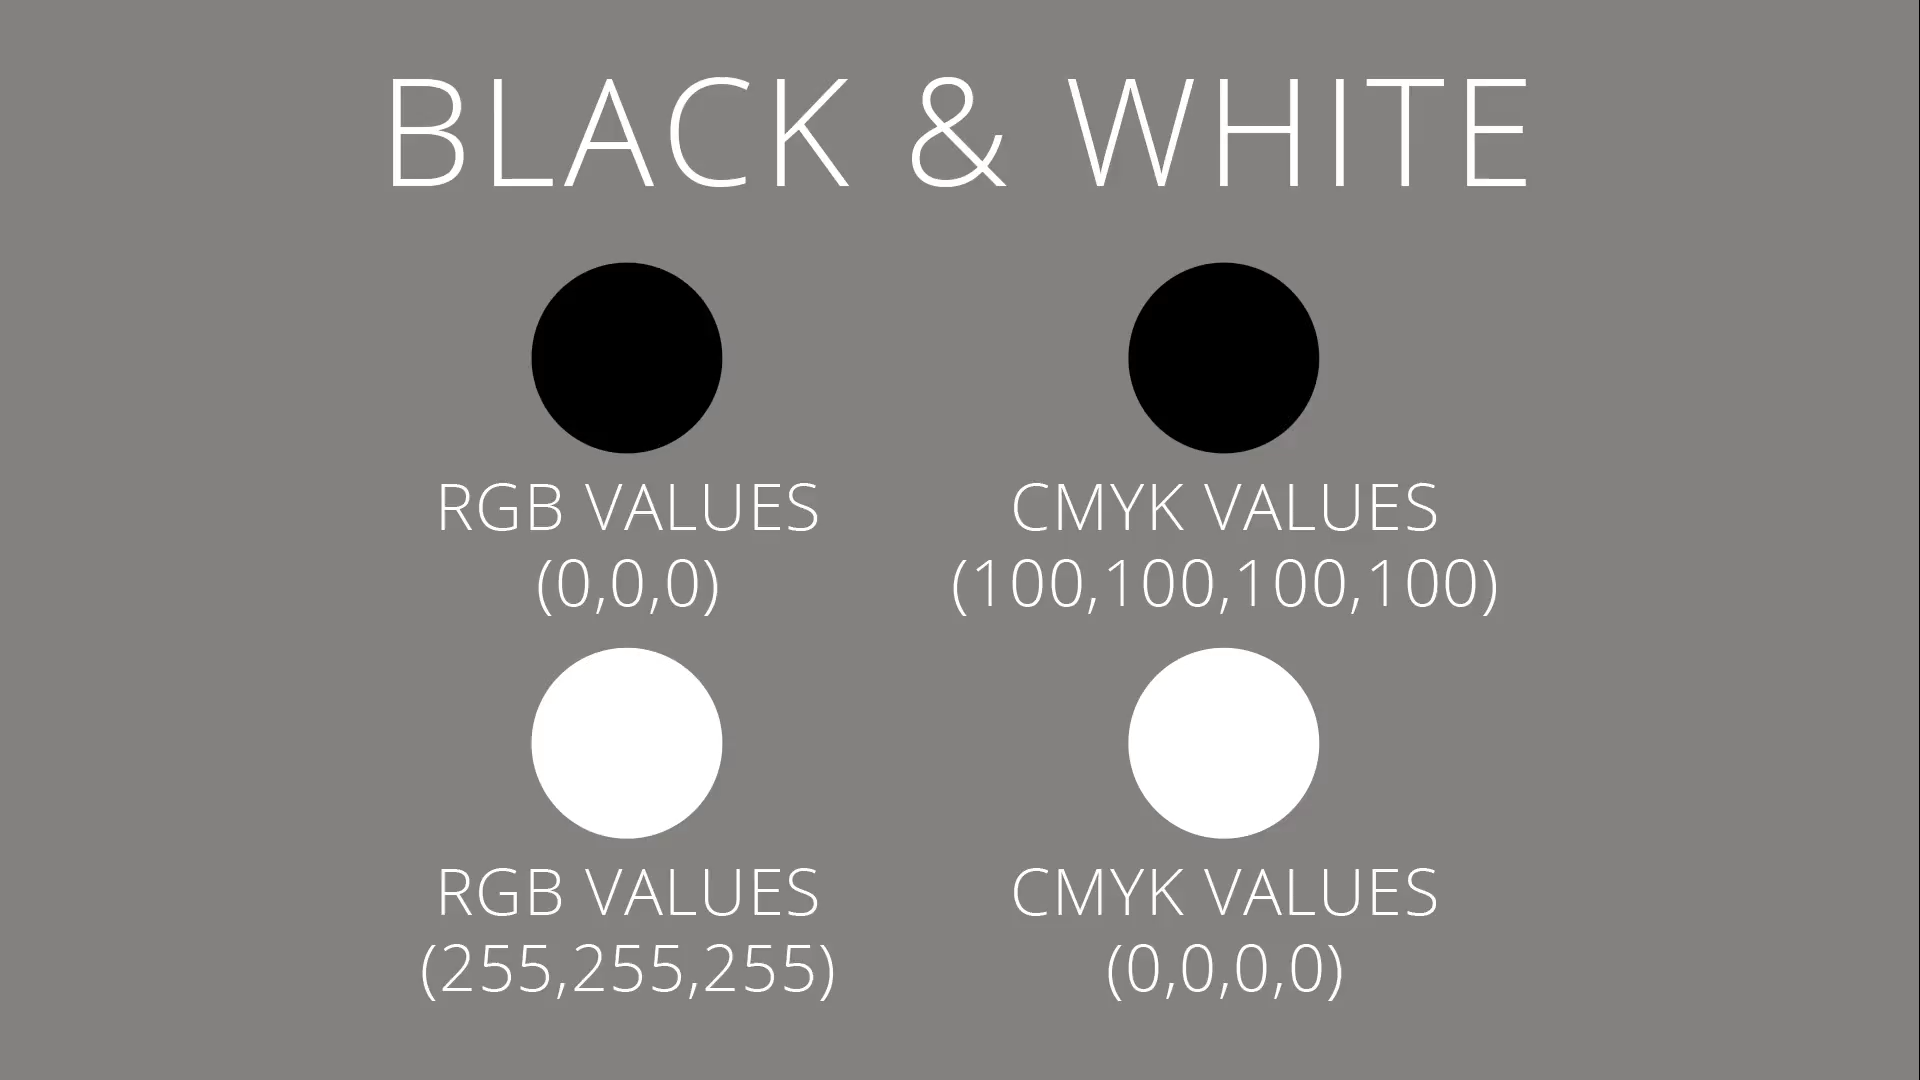 BLACK & WHITE
RGB VALUES
(0,0,0)
CMYK VALUES
(100,100,100,100)
RGB VALUES
(255,255,255)
CMYK VALUES
(0,0,0,0)